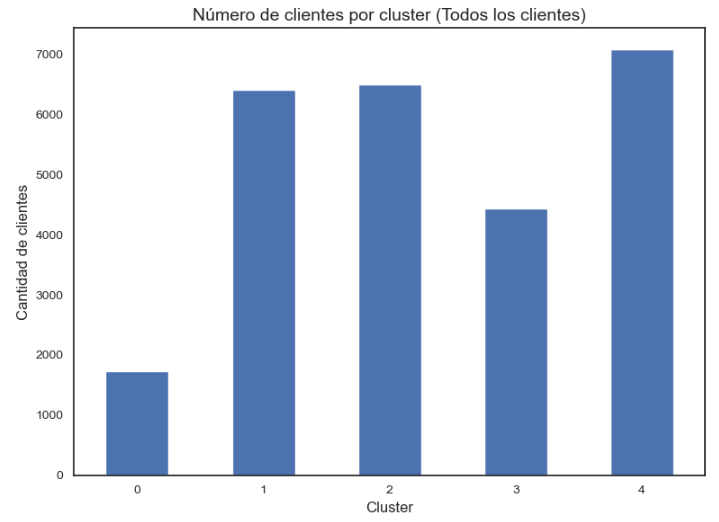 Número de clientes por cluster (Todos los clientes)
Cantidad de clientes
7000
6000
5000
4000
3000
2000
1000
0
0 1 2 3 4
Cluster